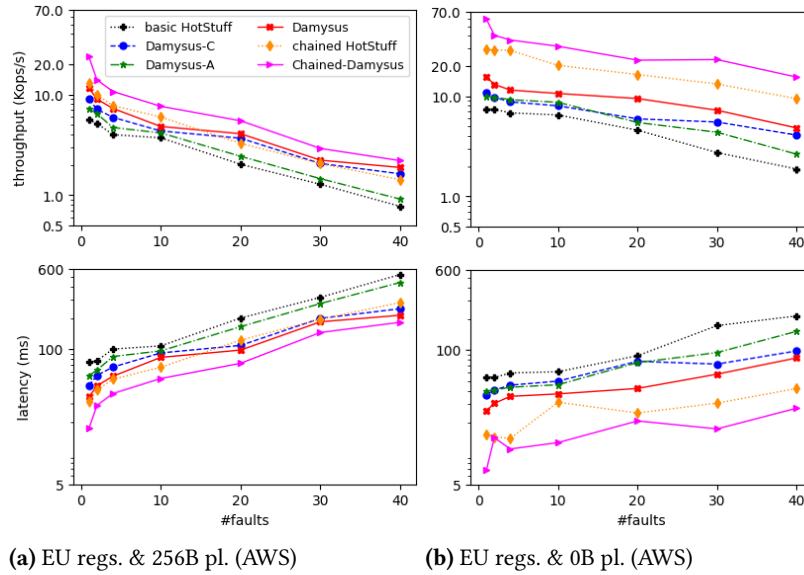 70.0
20.0
10.0
1.0
0.5
throughput (Kops/s)
basic HotStuff
Damysus-C
Damysus-A
Damysus
chained HotStuff
Chained-Damysus
0 10 20 30 40
70.0
20.0
10.0
1.0
0.5
0 10 20 30 40
600
100
5
latency (ms)
0 10 20 30 40
#faults
600
100
5
0 10 20 30 40
#faults
(a) EU regs. & 256B pl. (AWS)
(b) EU regs. & 0B pl. (AWS)